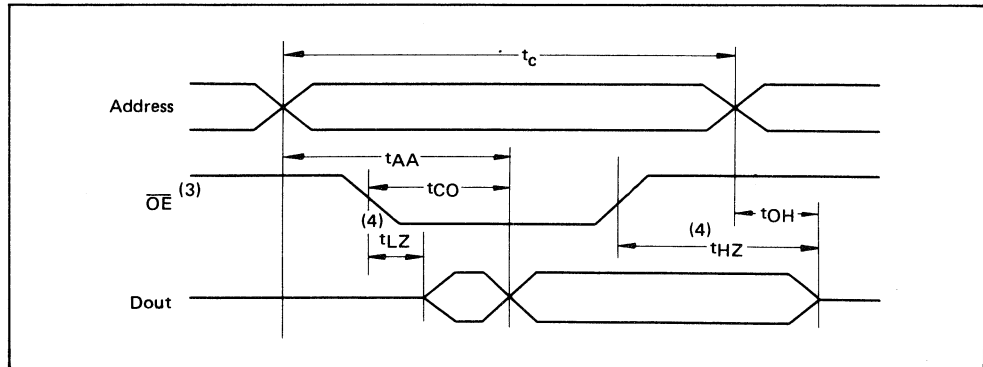 tc
Address
tAA
OE (3)
tCO
tOH
(4)
tLZ
(4)
tHZ
Dout